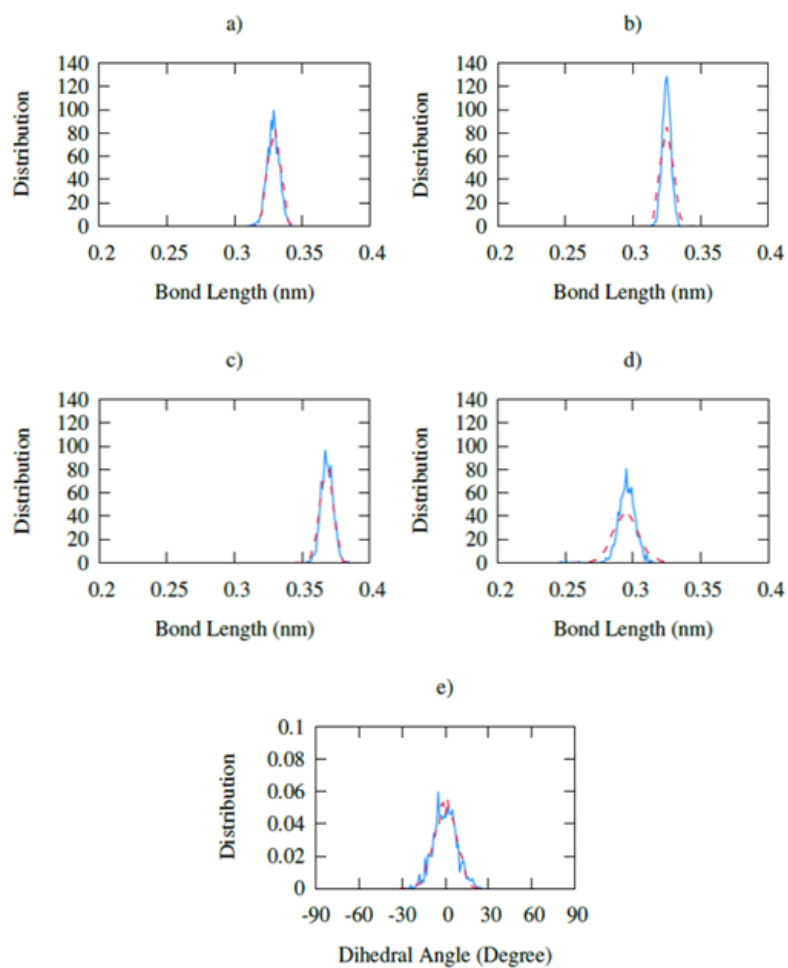 a)
140
120
100
80
60
40
20
0
Distribution
0.2 0.25 0.3 0.35 0.4
Bond Length (nm)
b)
140
120
100
80
60
40
20
0
Distribution
0.2 0.25 0.3 0.35 0.4
Bond Length (nm)
c)
140
120
100
80
60
40
20
0
Distribution
0.2 0.25 0.3 0.35 0.4
Bond Length (nm)
d)
140
120
100
80
60
40
20
0
Distribution
0.2 0.25 0.3 0.35 0.4
Bond Length (nm)
e)
0.1
0.08
0.06
0.04
0.02
0
Distribution
-90 -60 -30 0 30 60 90
Dihedral Angle (Degree)